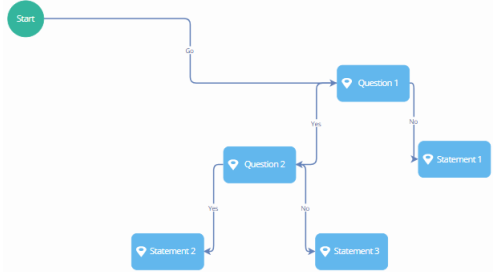 Start
Go
Question 1
Yes
No
Question 2
Statement 1
Yes
No
Statement 2
Statement 3